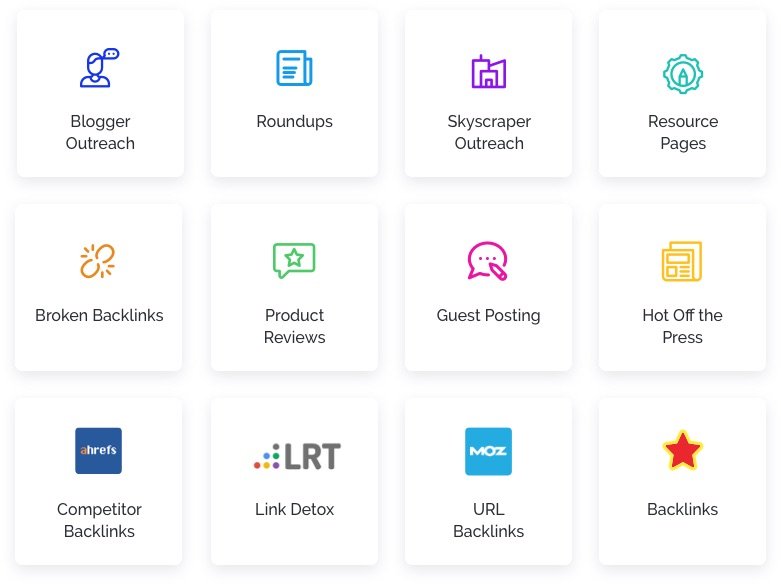 Blogger
Outreach
Roundups
Skyscraper
Outreach
Resource
Pages
Broken Backlinks
Product
Reviews
Guest Posting
Hot Off the
Press
ahrefs
Competitor
Backlinks
LRT
Link Detox
MOZ
URL
Backlinks
Backlinks